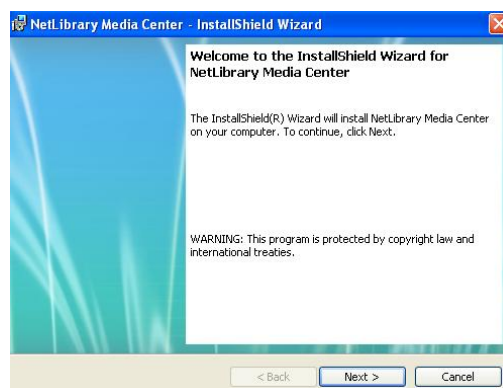 NetLibrary Media Center - InstallShield Wizard
Welcome to the InstallShield Wizard for
NetLibrary Media Center
The InstallShield(R) Wizard will install NetLibrary Media Center
on your computer. To continue, click Next.
WARNING: This program is protected by copyright law and
international treaties.
< Back Next > Cancel